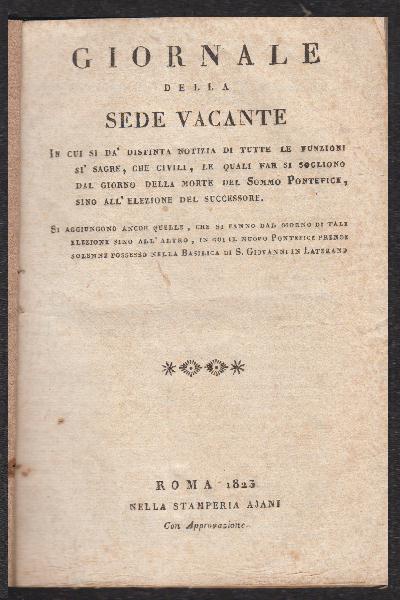 GIORNALE
DELLA
SEDE VACANTE
IN CUI SI DA' DISTINTA NOTIZIA DI TUTTE LE FUNZIONI
SI' SAGRE, CHE CIVILI, LE QUALI FAR SI SOGLIONO
DAL GIORNO DELLA MORTE DEL SOMMO PONTEFICE,
SINO ALL' ELEZIONE DEL SUCCESSORE.
SI AGGIUNGONO ANCOR QUELLE, CHE SI FANNO DAL GIORNO DI TALE
ELEZIONE SINO ALL' ALTRO, IN CUI IL NUOVO PONTEFICE PRENDE
SOLENNE POSSESSO NELLA BASILICA DI S. GIOVANNI IN LATERANO
ROMA 1823
NELLA STAMPERIA AJANI
Con Approvazione.